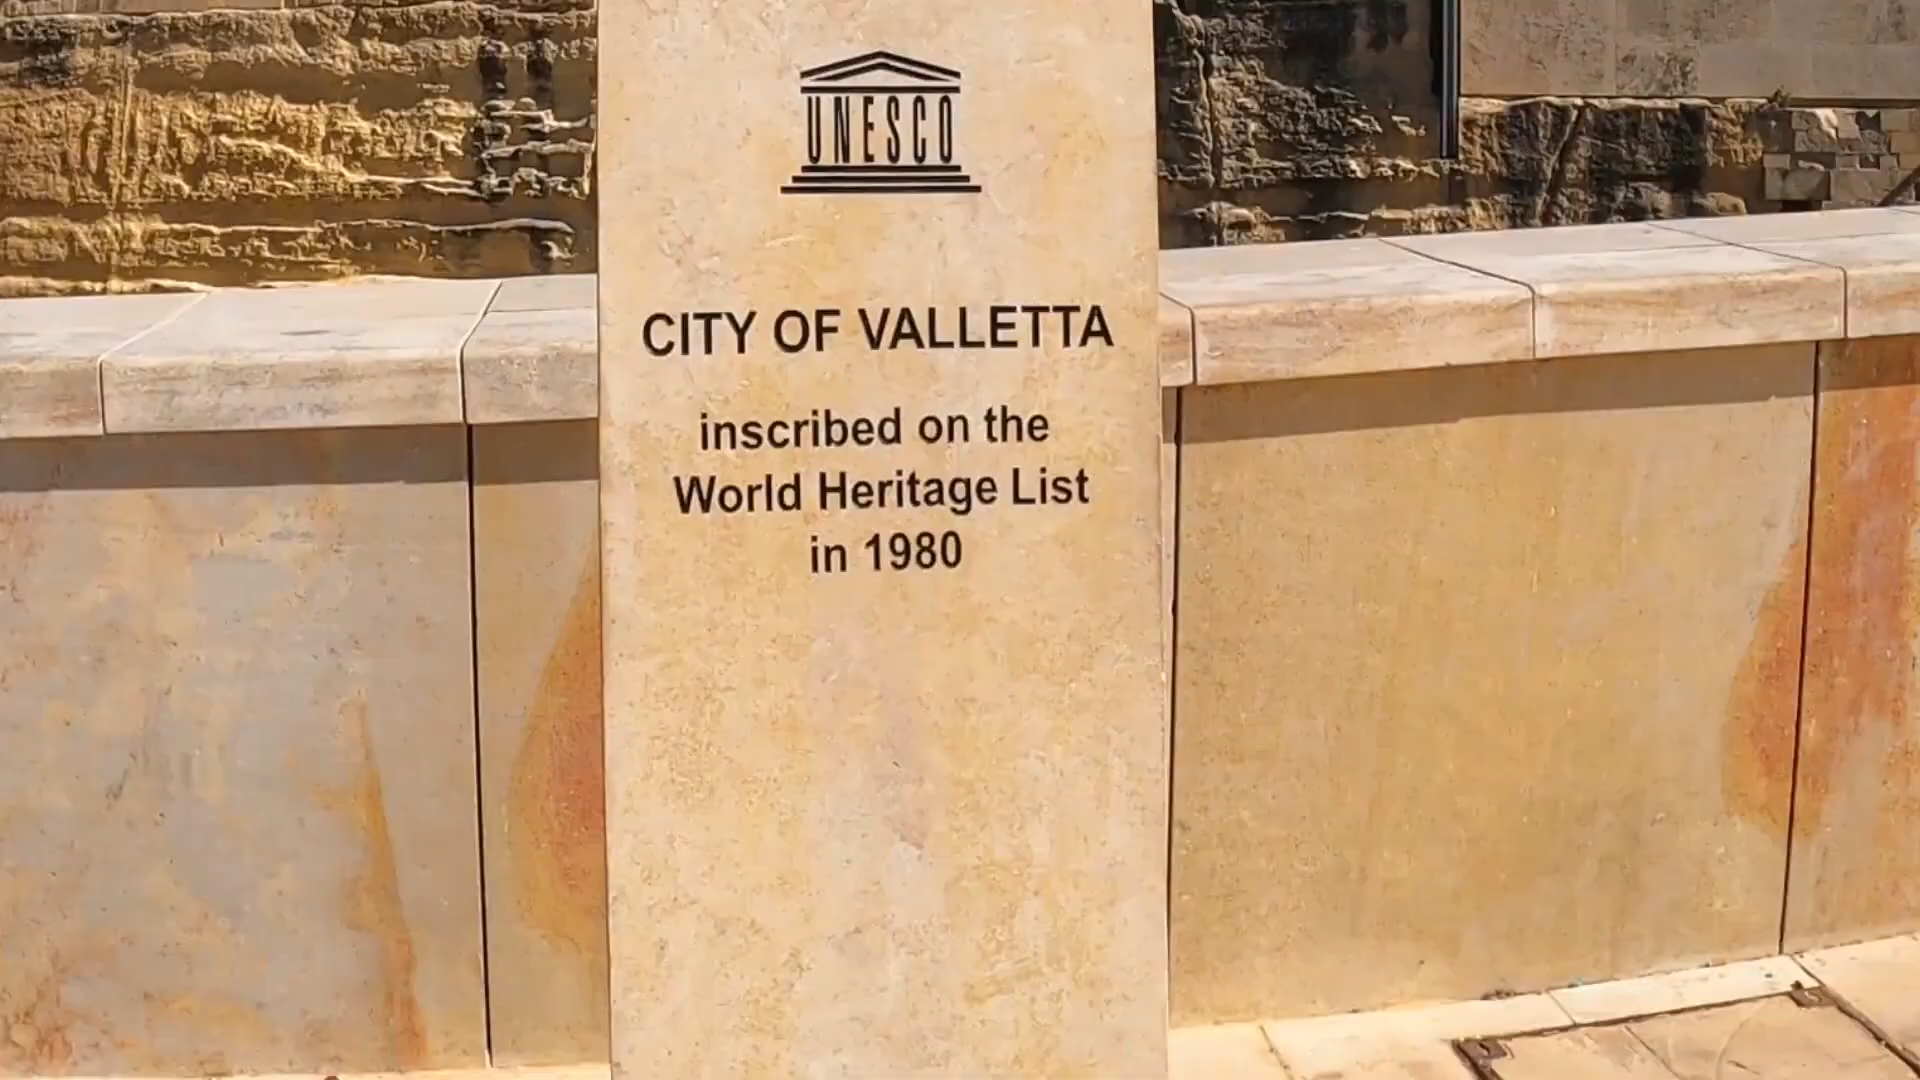 UNESCO
CITY OF VALLETTA
inscribed on the
World Heritage List
in 1980